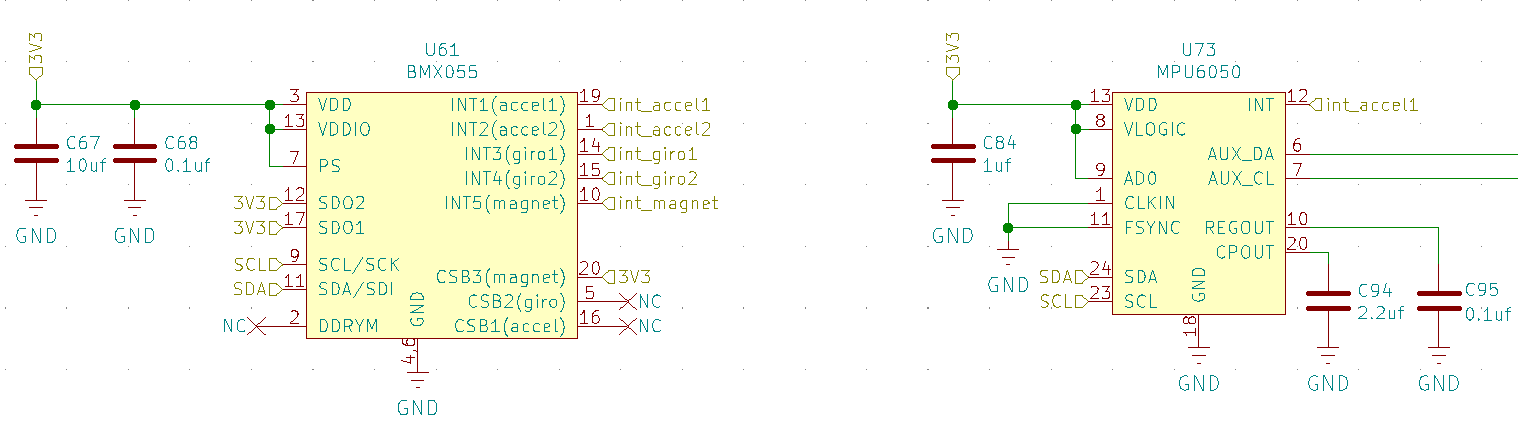 3V3
U61
BMX055
3 VDD
13 VDDIO
7 PS
3V3 12 SDO2
3V3 17 SDO1
SCL 9 SCL/SCK
SDA 11 SDA/SDI
NC 2 DDRYM
INT1(accel1) 19 int_accel1
INT2(accel2) 1 int_accel2
INT3(giro1) 14 int_giro1
INT4(giro2) 15 int_giro2
INT5(magnet) 10 int_magnet
CSB3(magnet) 20 3V3
CSB2(giro) 5 NC
CSB1(accel) 16 NC
GND
4,6
GND
C67
10uf
GND
C68
0.1uf
GND
3V3
U73
MPU6050
13 VDD
8 VLOGIC
9 AD0
1 CLKIN
11 FSYNC
SDA 24 SDA
SCL 23 SCL
INT 12 int_accel1
AUX_DA 6
AUX_CL 7
REGOUT 10
CPOUT 20
GND
18
GND
C84
1uf
GND
GND
C94
2.2uf
GND
C95
0.1uf
GND